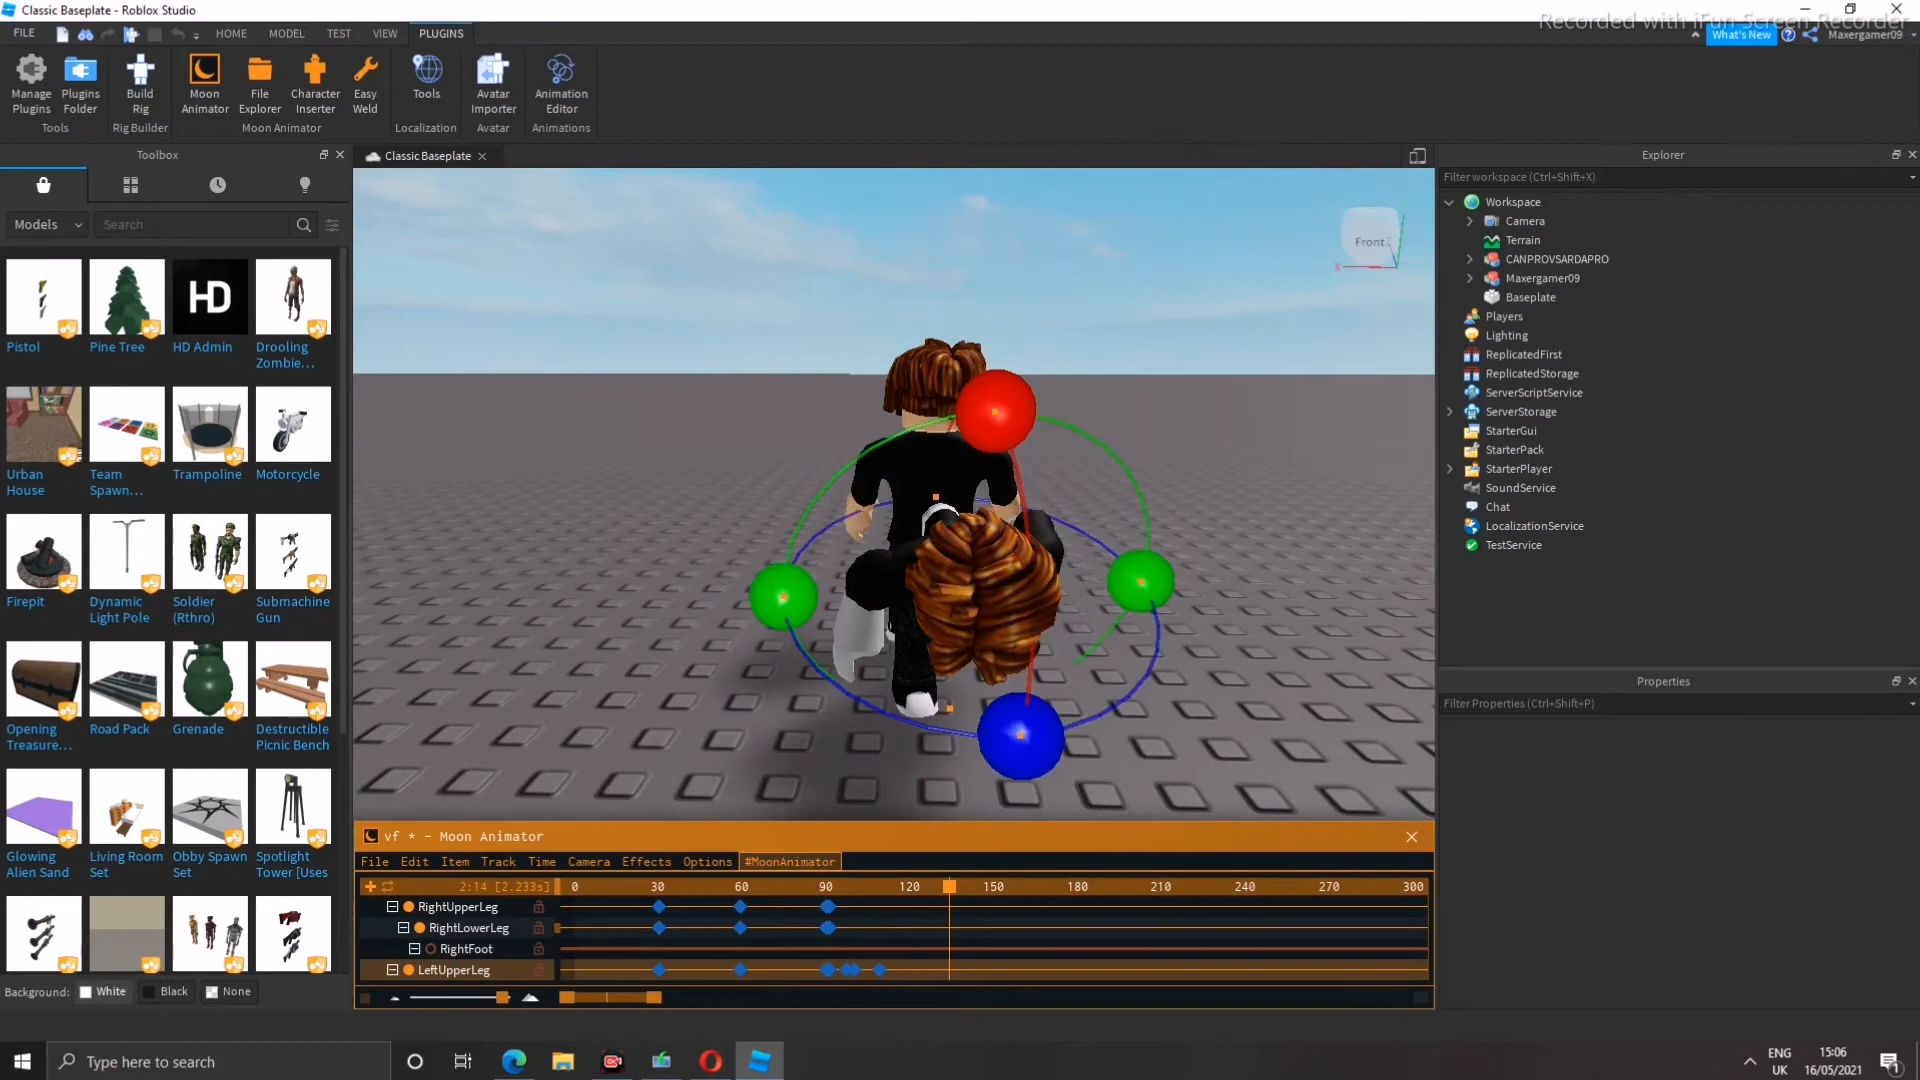 Classic Baseplate - Roblox Studio
Recorded with iFun Screen Recorder
FILE HOME MODEL TEST VIEW PLUGINS
What's New Maxergamer09
Manage Plugins
Plugins Folder
Build Rig
Moon Animator
File Explorer
Character Inserter
Easy Weld
Tools
Avatar Importer
Animation Editor
Tools Rig Builder Moon Animator Localization Avatar Animations
Toolbox
Classic Baseplate
Explorer
Models Search
Filter workspace (Ctrl+Shift+X)
Workspace
Camera
Terrain
CANPROVSARDAPRO
Maxergamer09
Baseplate
Players
Lighting
ReplicatedFirst
ReplicatedStorage
ServerScriptService
ServerStorage
StarterGui
StarterPack
StarterPlayer
SoundService
Chat
LocalizationService
TestService
Front
X
Z
HD
Pistol
Pine Tree
HD Admin
Drooling Zombie...
Urban House
Team Spawn...
Trampoline
Motorcycle
Firepit
Dynamic Light Pole
Soldier (Rthro)
Submachine Gun
Opening Treasure...
Road Pack
Grenade
Destructible Picnic Bench
Glowing Alien Sand
Living Room Set
Obby Spawn Set
Spotlight Tower [Uses
Background: White Black None
Properties
Filter Properties (Ctrl+Shift+P)
vf * - Moon Animator
File Edit Item Track Time Camera Effects Options #MoonAnimator
2:14 [2.233s] 0 30 60 90 120 150 180 210 240 270 300
RightUpperLeg
RightLowerLeg
RightFoot
LeftUpperLeg
Type here to search
ENG
UK
15:06
16/05/2021
1